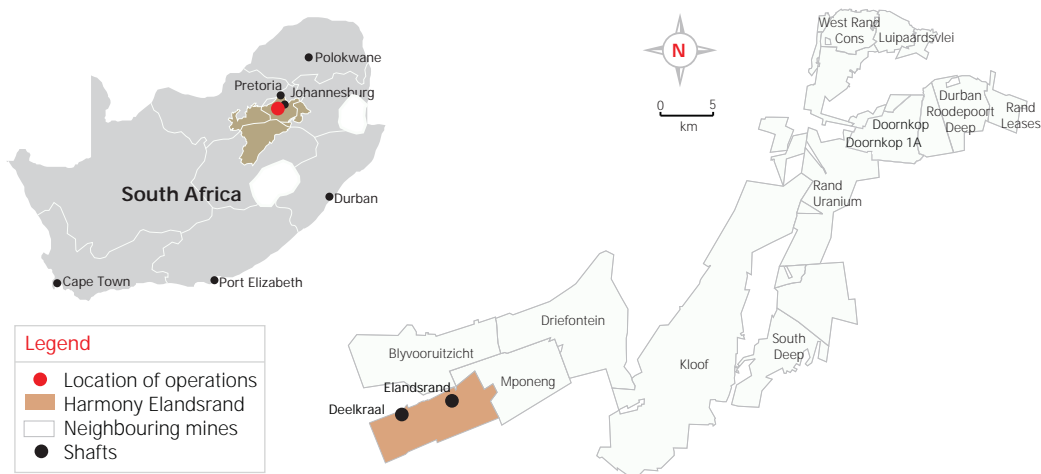 Polokwane
Pretoria
Johannesburg
South Africa
Durban
Cape Town
Port Elizabeth
Legend
Location of operations
Harmony Elandsrand
Neighbouring mines
Shafts
N
0 5
km
West Rand
Cons
Luipaardsvlei
Durban
Roodepoort
Deep
Rand
Leases
Doornkop
Doornkop 1A
Rand
Uranium
Driefontein
Blyvooruitzicht
Elandsrand
Mponeng
Deelkraal
Kloof
South
Deep